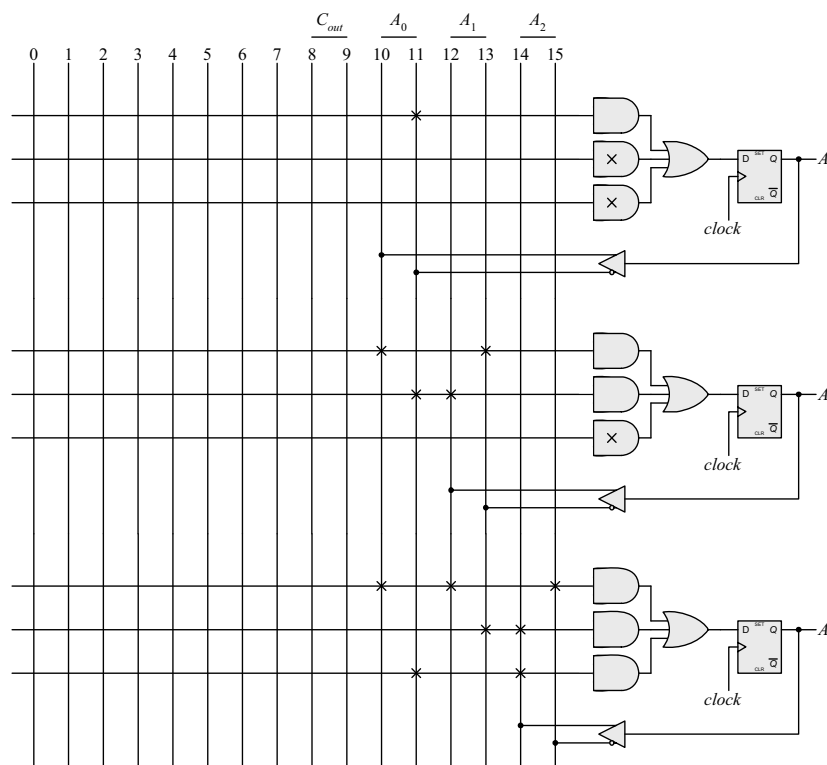 C_out A_0 A_1 A_2
0 1 2 3 4 5 6 7 8 9 10 11 12 13 14 15
SET
D Q
A
Q
CLR
clock
SET
D Q
A
Q
CLR
clock
SET
D Q
A
Q
CLR
clock